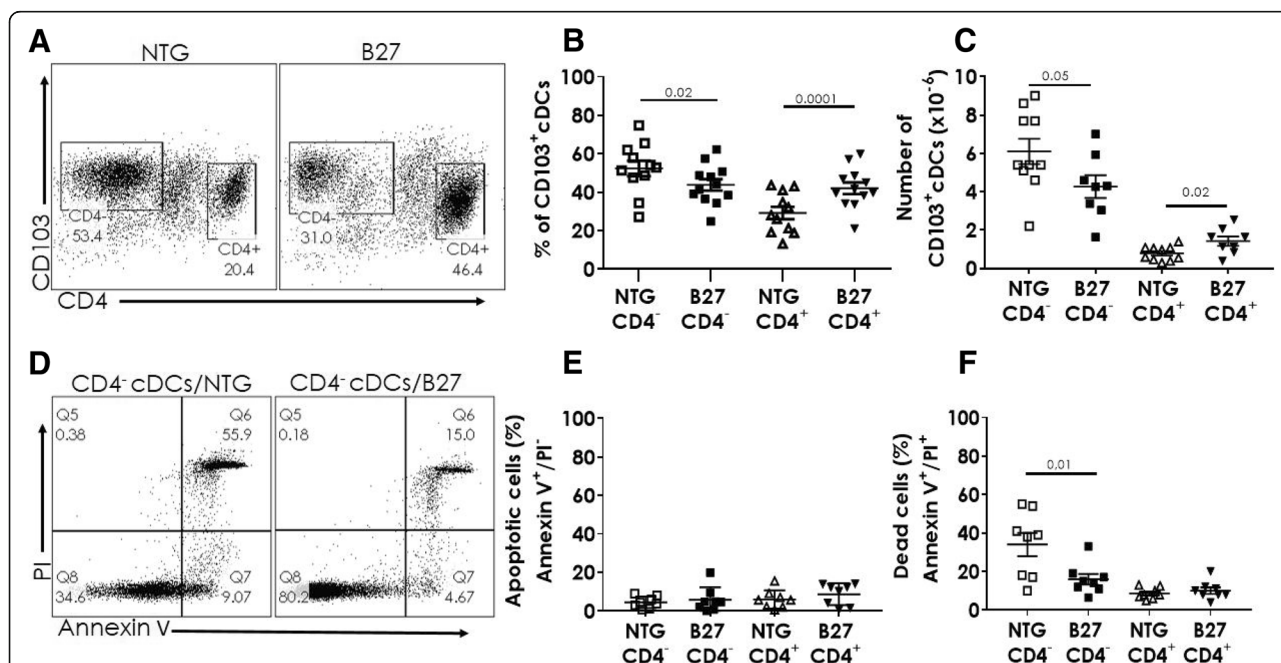 A
NTG
B27
CD103
CD4-
53.4
CD4+
20.4
CD4-
31.0
CD4+
46.4
CD4
B
% of CD103⁺cDCs
100
80
60
40
20
0
0.02
0.0001
NTG B27 NTG B27
CD4⁻ CD4⁻ CD4⁺ CD4⁺
C
Number of
CD103⁺cDCs (x10⁻⁶)
10
8
6
4
2
0
0.05
0.02
NTG B27 NTG B27
CD4⁻ CD4⁻ CD4⁺ CD4⁺
D
CD4⁻ cDCs/NTG
CD4⁻ cDCs/B27
PI
Q5
0.38
Q6
55.9
Q8
34.6
Q7
9.07
Q5
0.18
Q6
15.0
Q8
80.2
Q7
4.67
Annexin V
E
Apoptotic cells (%)
Annexin V⁺/PI⁻
100
80
60
40
20
0
NTG B27 NTG B27
CD4⁻ CD4⁻ CD4⁺ CD4⁺
F
Dead cells (%)
Annexin V⁺/PI⁺
100
80
60
40
20
0
0,01
NTG B27 NTG B27
CD4⁻ CD4⁻ CD4⁺ CD4⁺